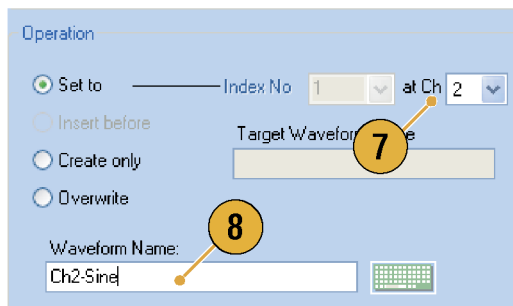 Operation
Set to Index No 1 at Ch 2
Insert before
Target Waveform e
7
Create only
Overwrite
8
Waveform Name:
Ch2-Sine